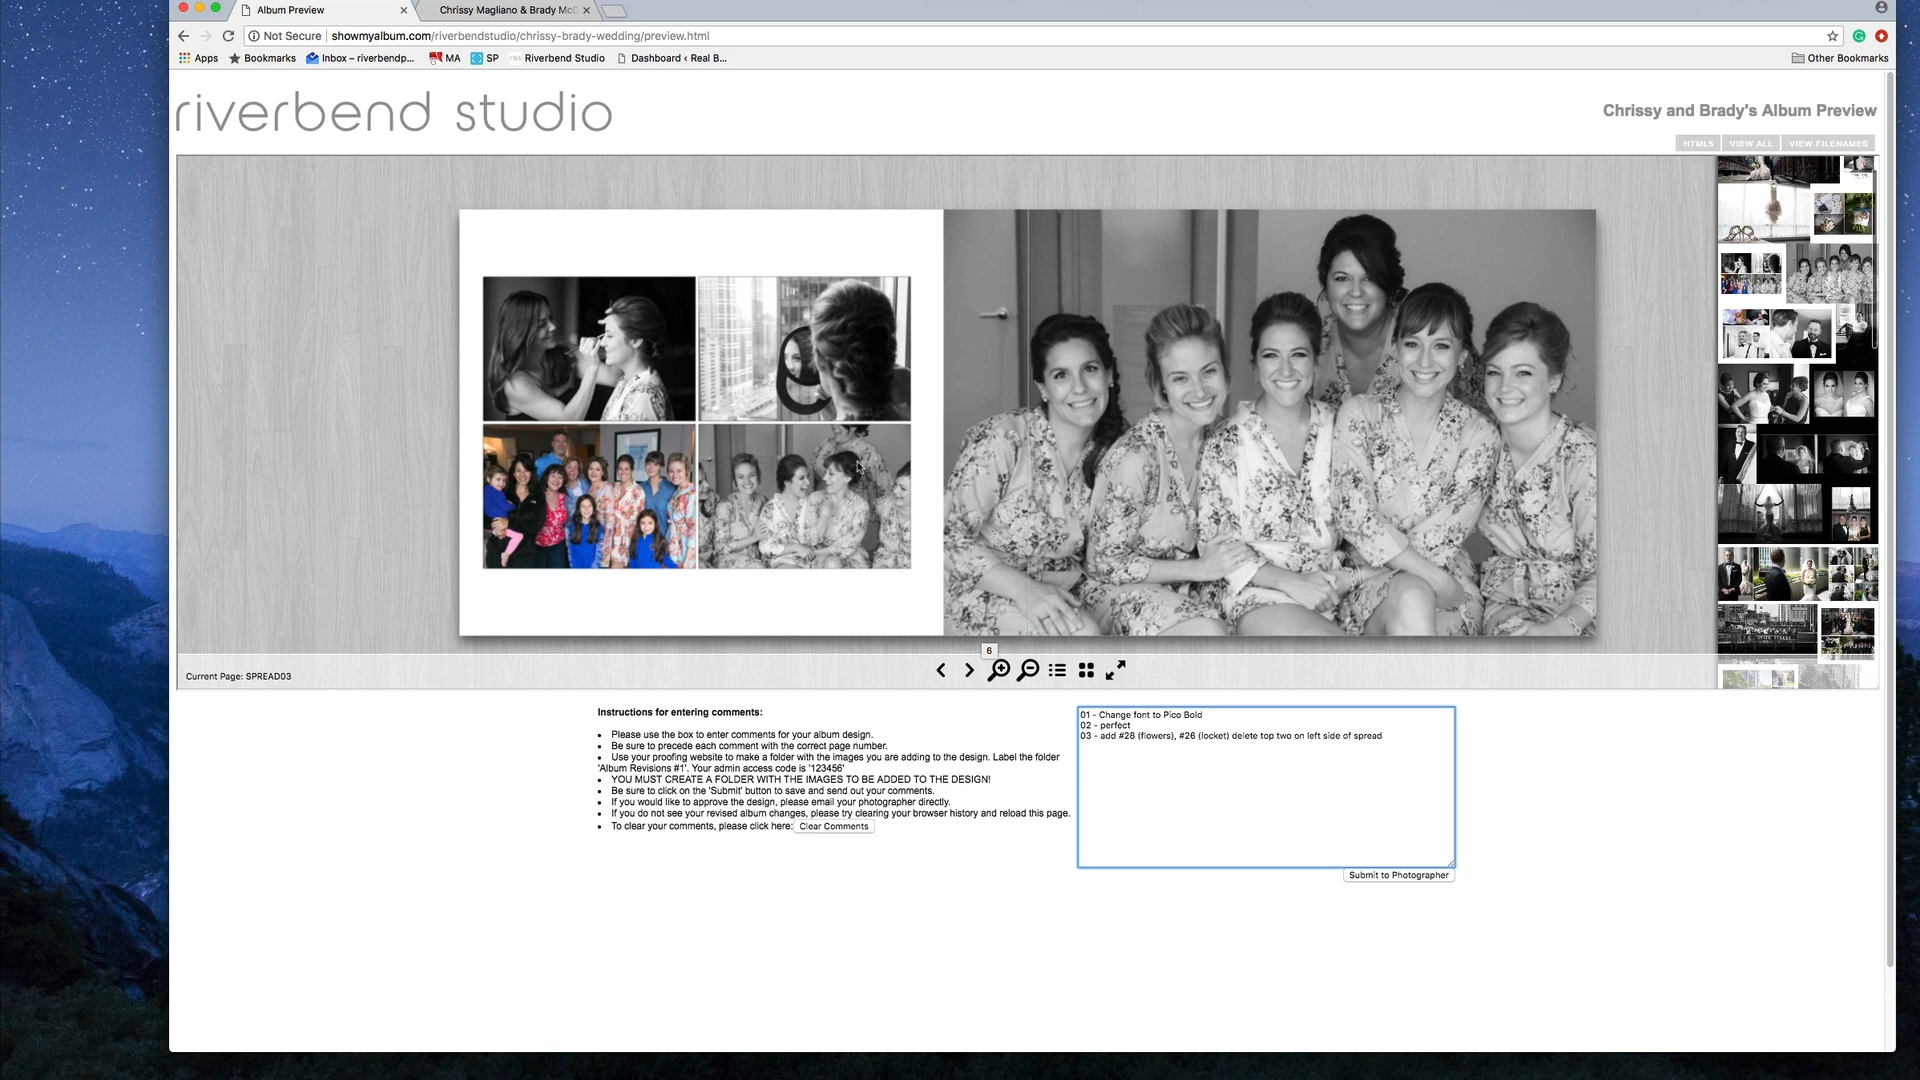 Album Preview
Chrissy Magliano & Brady McD
Not Secure
showmyalbum.com/riverbendstudio/chrissy-brady-wedding/preview.html
Apps
Bookmarks
Inbox – riverbendp...
MA
SP
rbs
Riverbend Studio
Dashboard ‹ Real B...
Other Bookmarks
riverbend studio
Chrissy and Brady's Album Preview
HTML5
VIEW ALL
VIEW FILENAMES
6
Current Page: SPREAD03
Instructions for entering comments:
• Please use the box to enter comments for your album design.
• Be sure to precede each comment with the correct page number.
• Use your proofing website to make a folder with the images you are adding to the design. Label the folder
'Album Revisions #1'. Your admin access code is '123456'
• YOU MUST CREATE A FOLDER WITH THE IMAGES TO BE ADDED TO THE DESIGN!
• Be sure to click on the 'Submit' button to save and send out your comments.
• If you would like to approve the design, please email your photographer directly.
• If you do not see your revised album changes, please try clearing your browser history and reload this page.
• To clear your comments, please click here: Clear Comments
01 - Change font to Pico Bold
02 - perfect
03 - add #28 (flowers), #26 (locket) delete top two on left side of spread
Submit to Photographer